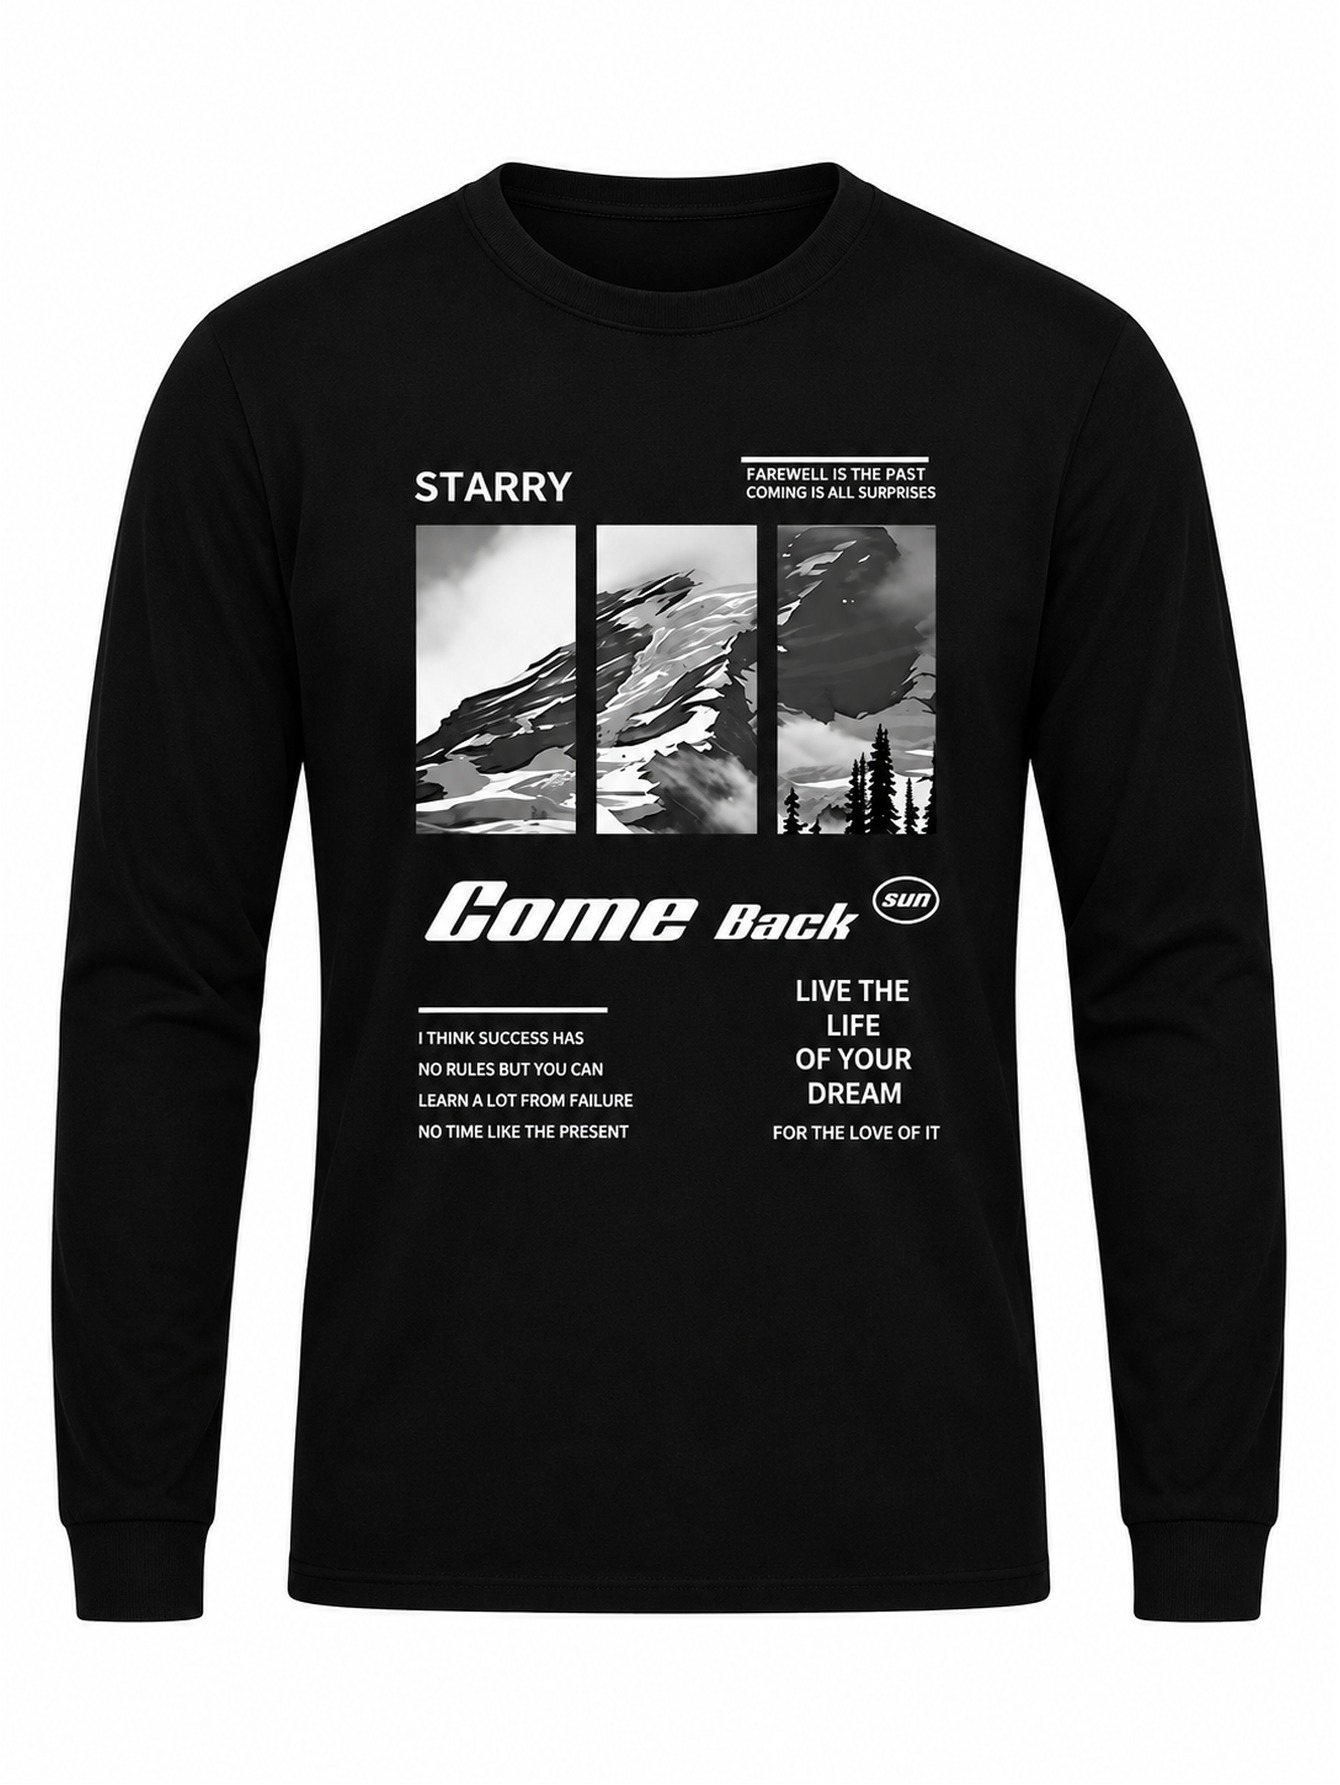 STARRY
FAREWELL IS THE PAST
COMING IS ALL SURPRISES
Come Back sun
I THINK SUCCESS HAS
NO RULES BUT YOU CAN
LEARN A LOT FROM FAILURE
NO TIME LIKE THE PRESENT
LIVE THE
LIFE
OF YOUR
DREAM
FOR THE LOVE OF IT